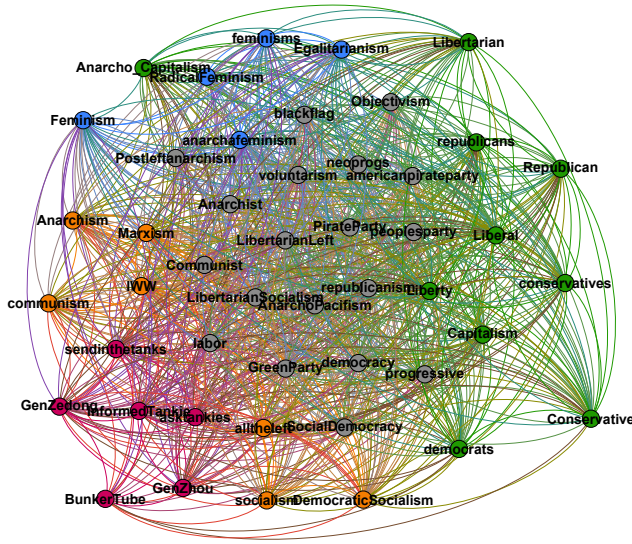 feminisms
Libertarian
Egalitarianism
Anarcho_Capitalism
RadicalFeminism
Objectivism
blackflag
Feminism
anarchafeminism
republicans
Postleftanarchism
neoprogs
Republican
voluntarism
americanpirateparty
Anarchist
Anarchism
Marxism
PirateParty
peoplesparty
Liberal
LibertarianLeft
Communist
IWW
republicanism
conservatives
communism
LibertarianSocialism
Liberty
AnarchoPacifism
Capitalism
sendinthetanks
labor
GreenParty
democracy
progressive
GenZedong
InformedTankie
asktankies
Conservative
alltheleft
SocialDemocracy
democrats
GenZhou
BunkerTube
socialism
DemocraticSocialism